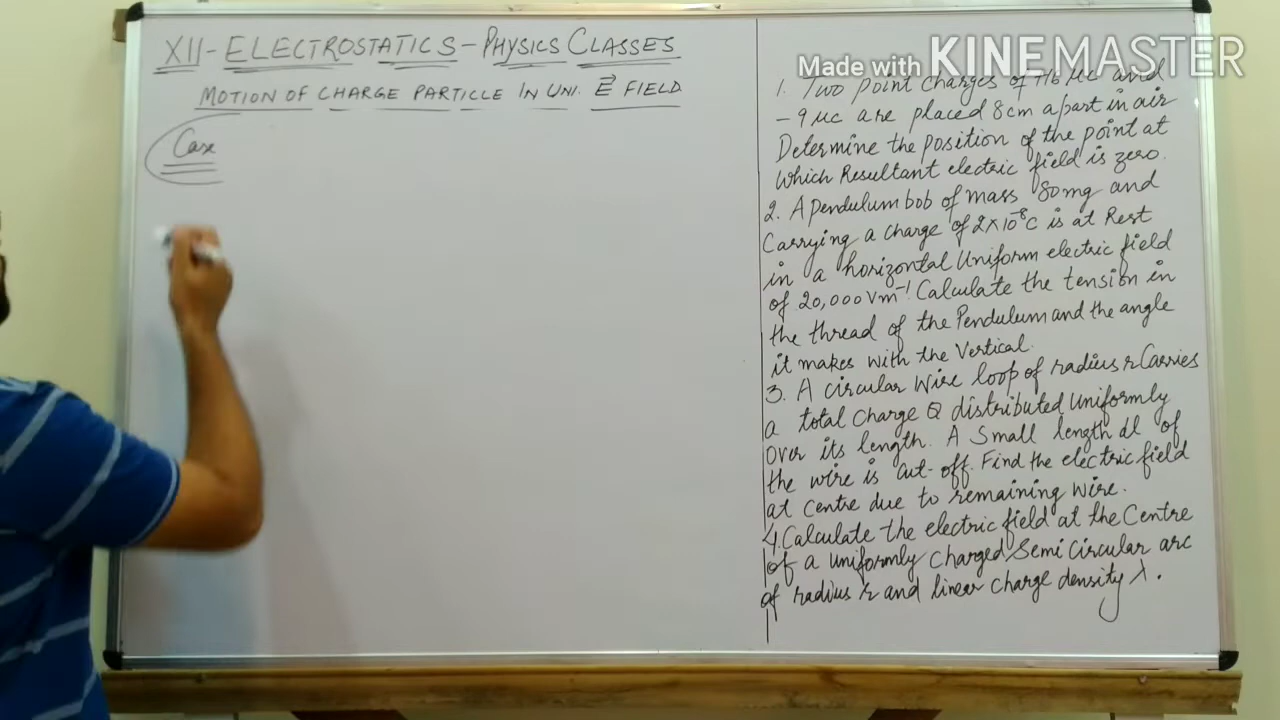 XII - ELECTROSTATICS - PHYSICS CLASSES
MOTION OF CHARGE PARTICLE IN UNI. E⃗ FIELD
Case
Made with KINEMASTER
1. Two point charges of +16 μc and
- 9 μc are placed 8cm apart in air
Determine the position of the point at
which Resultant electric field is zero.
2. A pendulum bob of mass 80mg and
Carrying a charge of 2×10⁻⁸C is at Rest
in a horizontal Uniform electric field
of 20,000 Vm⁻¹. Calculate the tension in
the thread of the Pendulum and the angle
it makes with the Vertical.
3. A circular wire loop of radius r Carries
a total charge Q distributed uniformly
over its length. A Small length dl of
the wire is cut-off. Find the electric field
at centre due to remaining wire.
4. Calculate the electric field at the Centre
of a uniformly charged Semi Circular arc
of radius r and linear charge density λ.